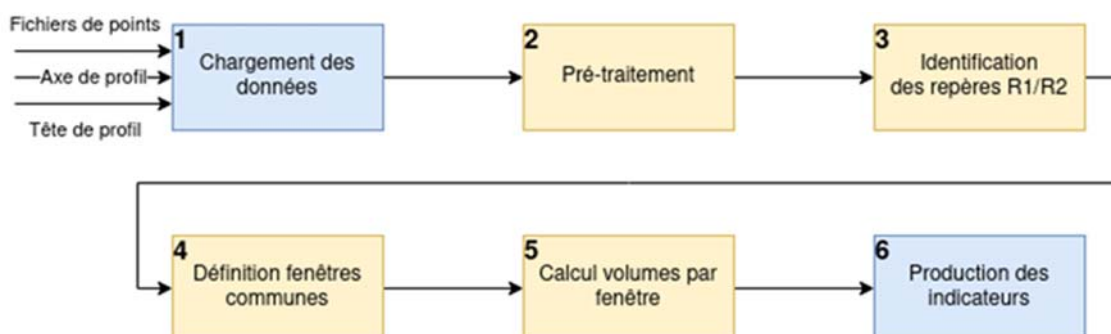 Fichiers de points
Axe de profil
Tête de profil
1
Chargement des
données
2
Pré-traitement
3
Identification
des repères R1/R2
4
Définition fenêtres
communes
5
Calcul volumes par
fenêtre
6
Production des
indicateurs